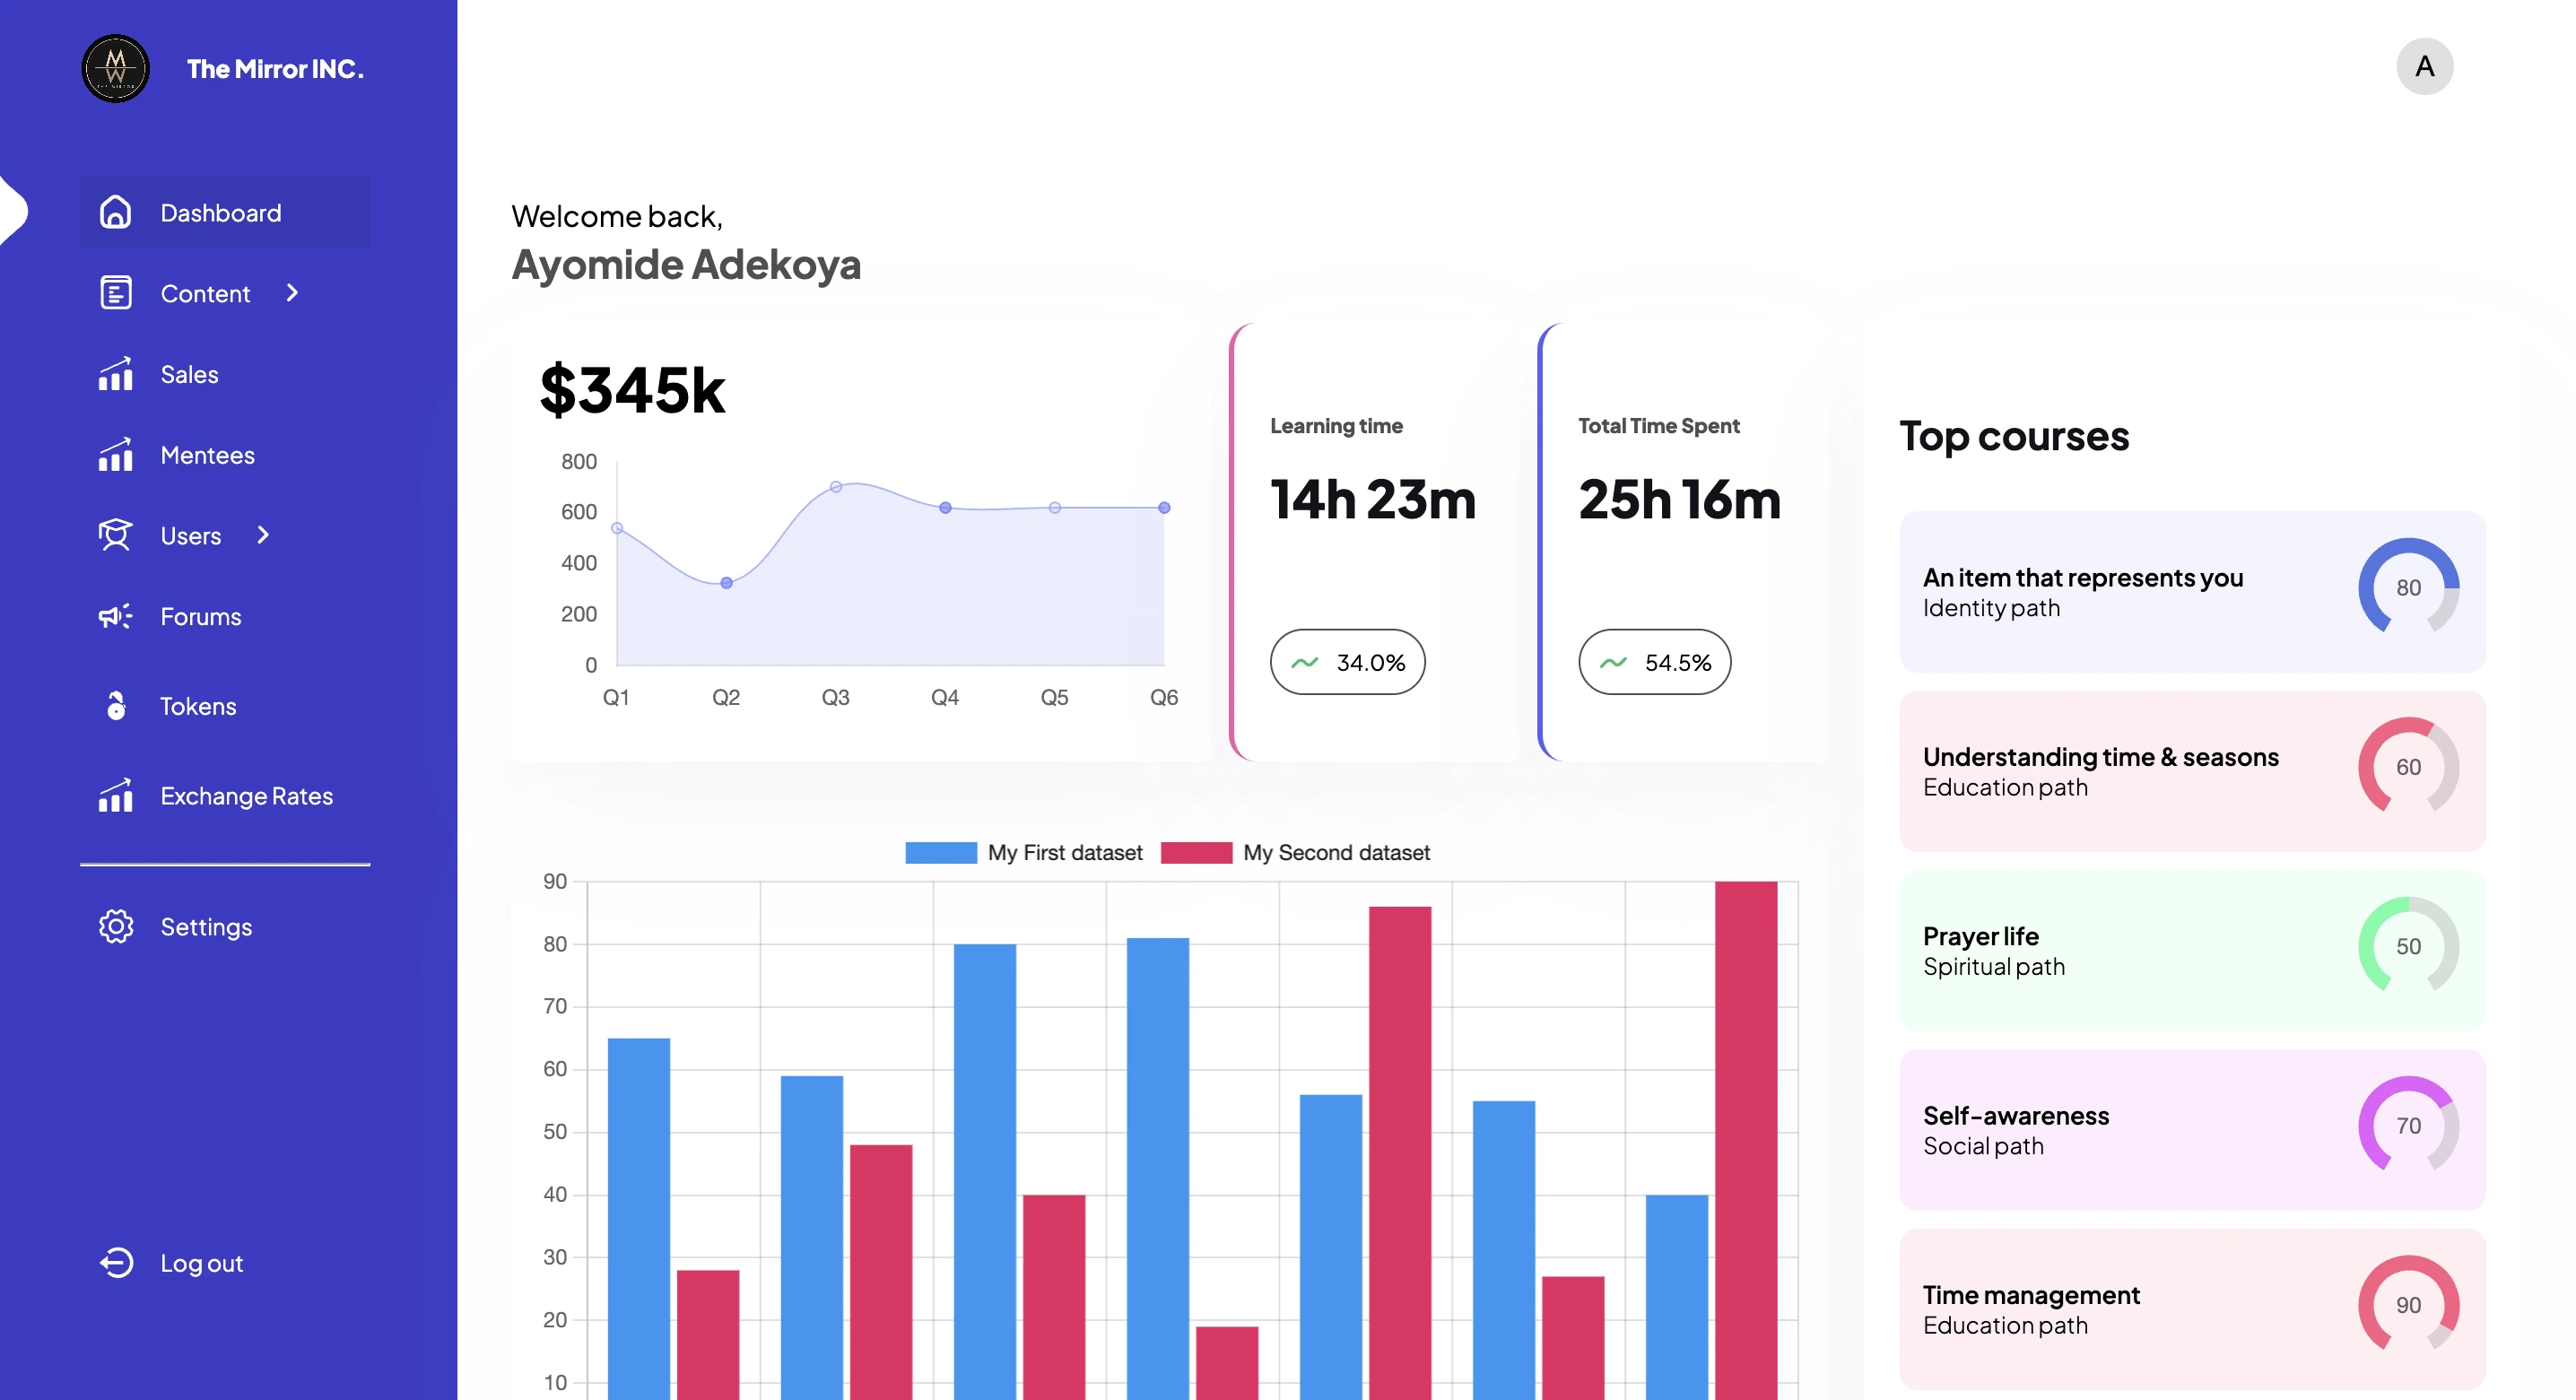 The Mirror INC.
A
Dashboard
Content
Sales
Mentees
Users
Forums
Tokens
Exchange Rates
Settings
Log out
Welcome back,
Ayomide Adekoya
$345k
800
600
400
200
0
Q1 Q2 Q3 Q4 Q5 Q6
Learning time
14h 23m
34.0%
Total Time Spent
25h 16m
54.5%
My First dataset My Second dataset
90
80
70
60
50
40
30
20
10
Top courses
An item that represents you
Identity path
80
Understanding time & seasons
Education path
60
Prayer life
Spiritual path
50
Self-awareness
Social path
70
Time management
Education path
90